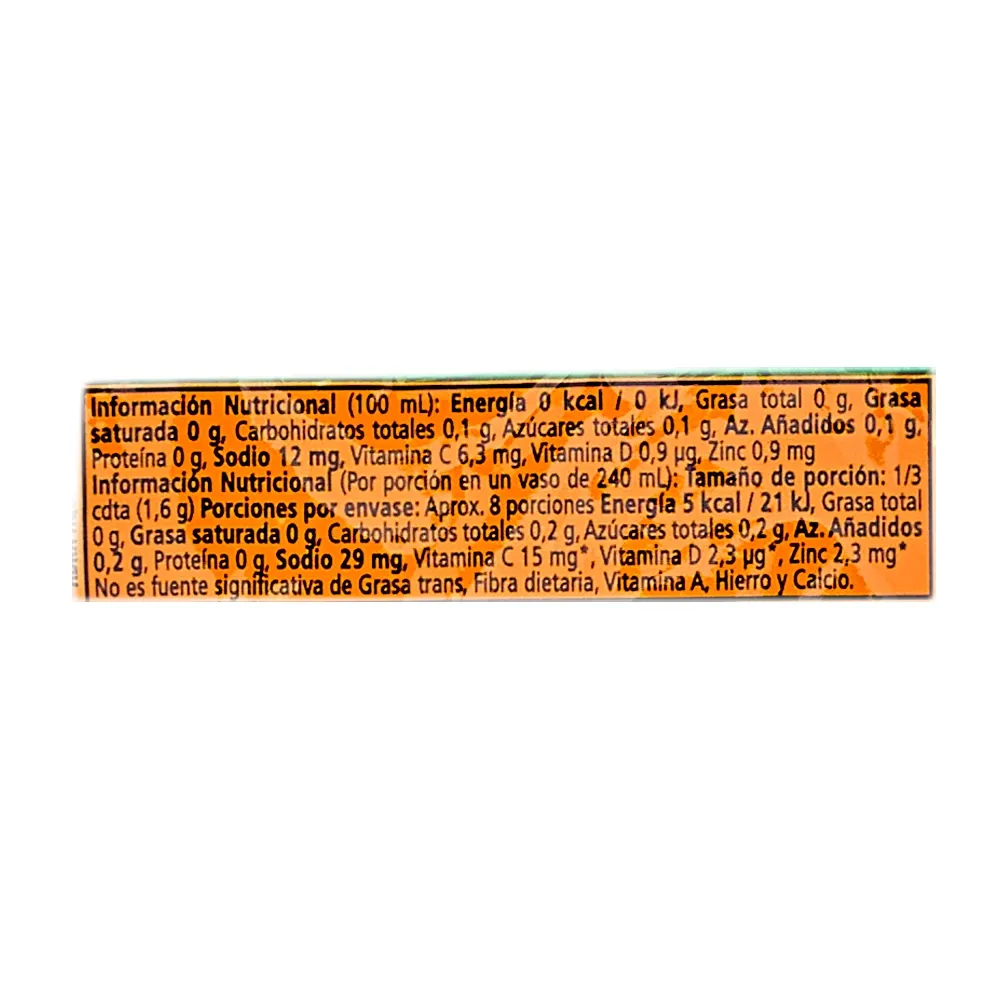 Información Nutricional (100 mL): Energía 0 kcal / 0 kJ, Grasa total 0 g, Grasa
saturada 0 g, Carbohidratos totales 0,1 g, Azúcares totales 0,1 g, Az. Añadidos 0,1 g,
Proteína 0 g, Sodio 12 mg, Vitamina C 6,3 mg, Vitamina D 0,9 µg, Zinc 0,9 mg
Información Nutricional (Por porción en un vaso de 240 mL): Tamaño de porción: 1/3
cdta (1,6 g) Porciones por envase: Aprox. 8 porciones Energía 5 kcal / 21 kJ, Grasa total
0 g, Grasa saturada 0 g, Carbohidratos totales 0,2 g, Azúcares totales 0,2 g, Az. Añadidos
0,2 g, Proteína 0 g, Sodio 29 mg, Vitamina C 15 mg*, Vitamina D 2,3 µg*, Zinc 2,3 mg*
No es fuente significativa de Grasa trans, Fibra dietaria, Vitamina A, Hierro y Calcio.